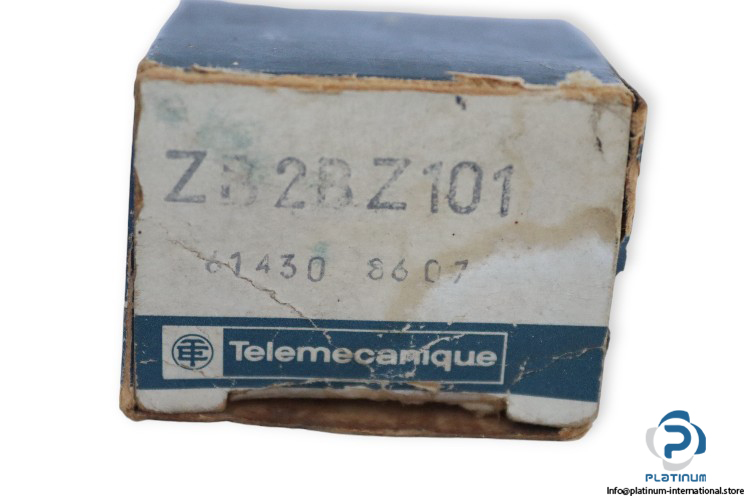 ZB2BZ101
61430 8607
Telemecanique
PLATINUM
Info@platinum-international.store